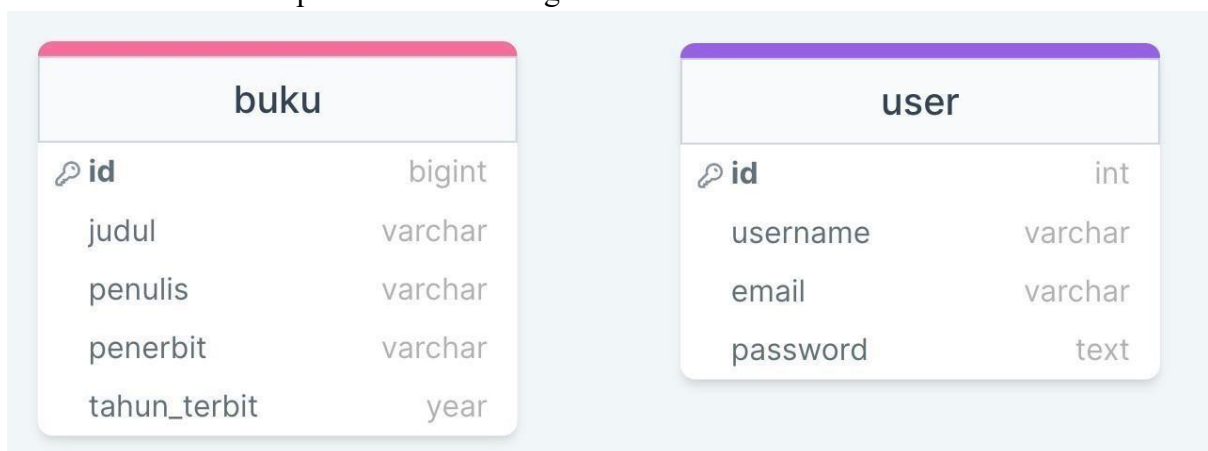 buku
id bigint
judul varchar
penulis varchar
penerbit varchar
tahun_terbit year
user
id int
username varchar
email varchar
password text